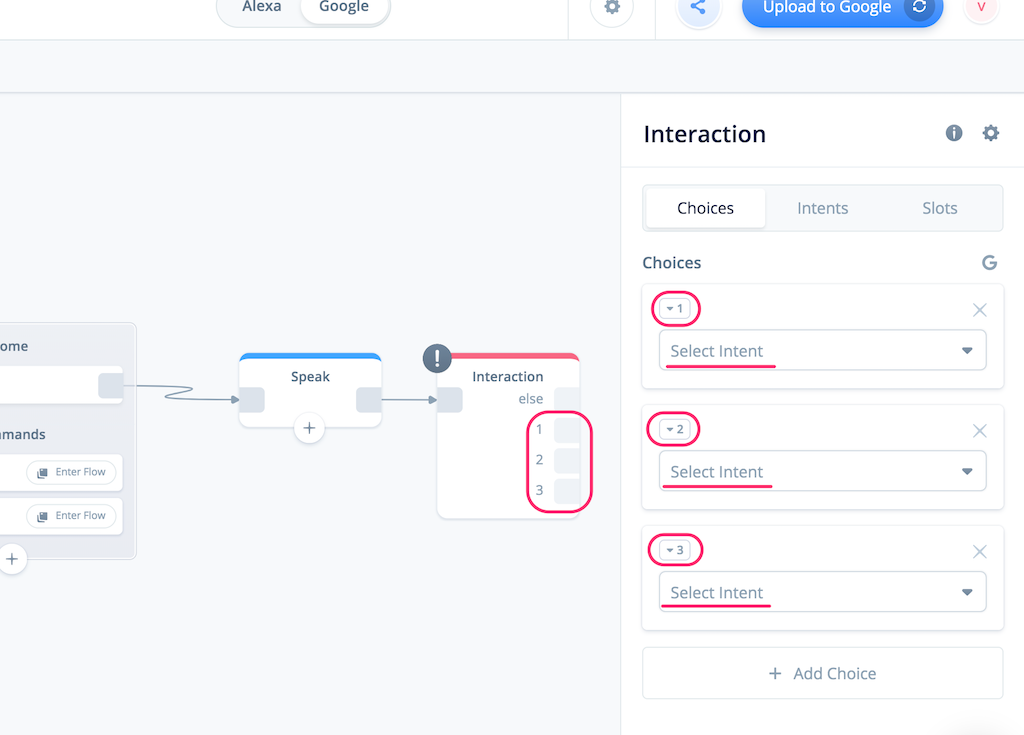 Alexa
Google
Upload to Google
V
Interaction
Choices
Intents
Slots
Choices
G
1
Select Intent
2
Select Intent
3
Select Intent
+ Add Choice
ome
mands
Enter Flow
Enter Flow
+
Speak
+
!
Interaction
else
1
2
3